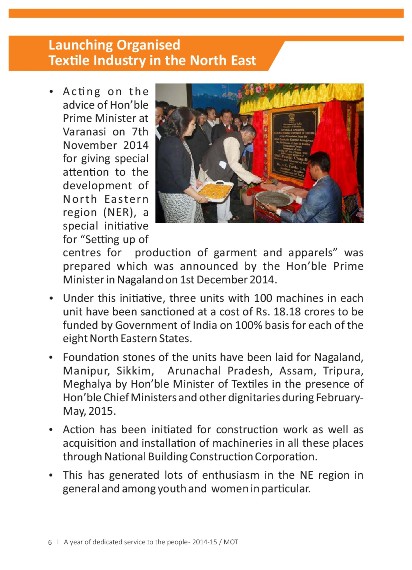 Launching Organised
Textile Industry in the North East
• Acting on the
advice of Hon'ble
Prime Minister at
Varanasi on 7th
November 2014
for giving special
attention to the
development of
North Eastern
region (NER), a
special initiative
for "Setting up of
centres for production of garment and apparels" was
prepared which was announced by the Hon'ble Prime
Minister in Nagaland on 1st December 2014.
• Under this initiative, three units with 100 machines in each
unit have been sanctioned at a cost of Rs. 18.18 crores to be
funded by Government of India on 100% basis for each of the
eight North Eastern States.
• Foundation stones of the units have been laid for Nagaland,
Manipur, Sikkim, Arunachal Pradesh, Assam, Tripura,
Meghalya by Hon'ble Minister of Textiles in the presence of
Hon'ble Chief Ministers and other dignitaries during February-
May, 2015.
• Action has been initiated for construction work as well as
acquisition and installation of machineries in all these places
through National Building Construction Corporation.
• This has generated lots of enthusiasm in the NE region in
general and among youth and women in particular.
6 | A year of dedicated service to the people- 2014-15 / MOT